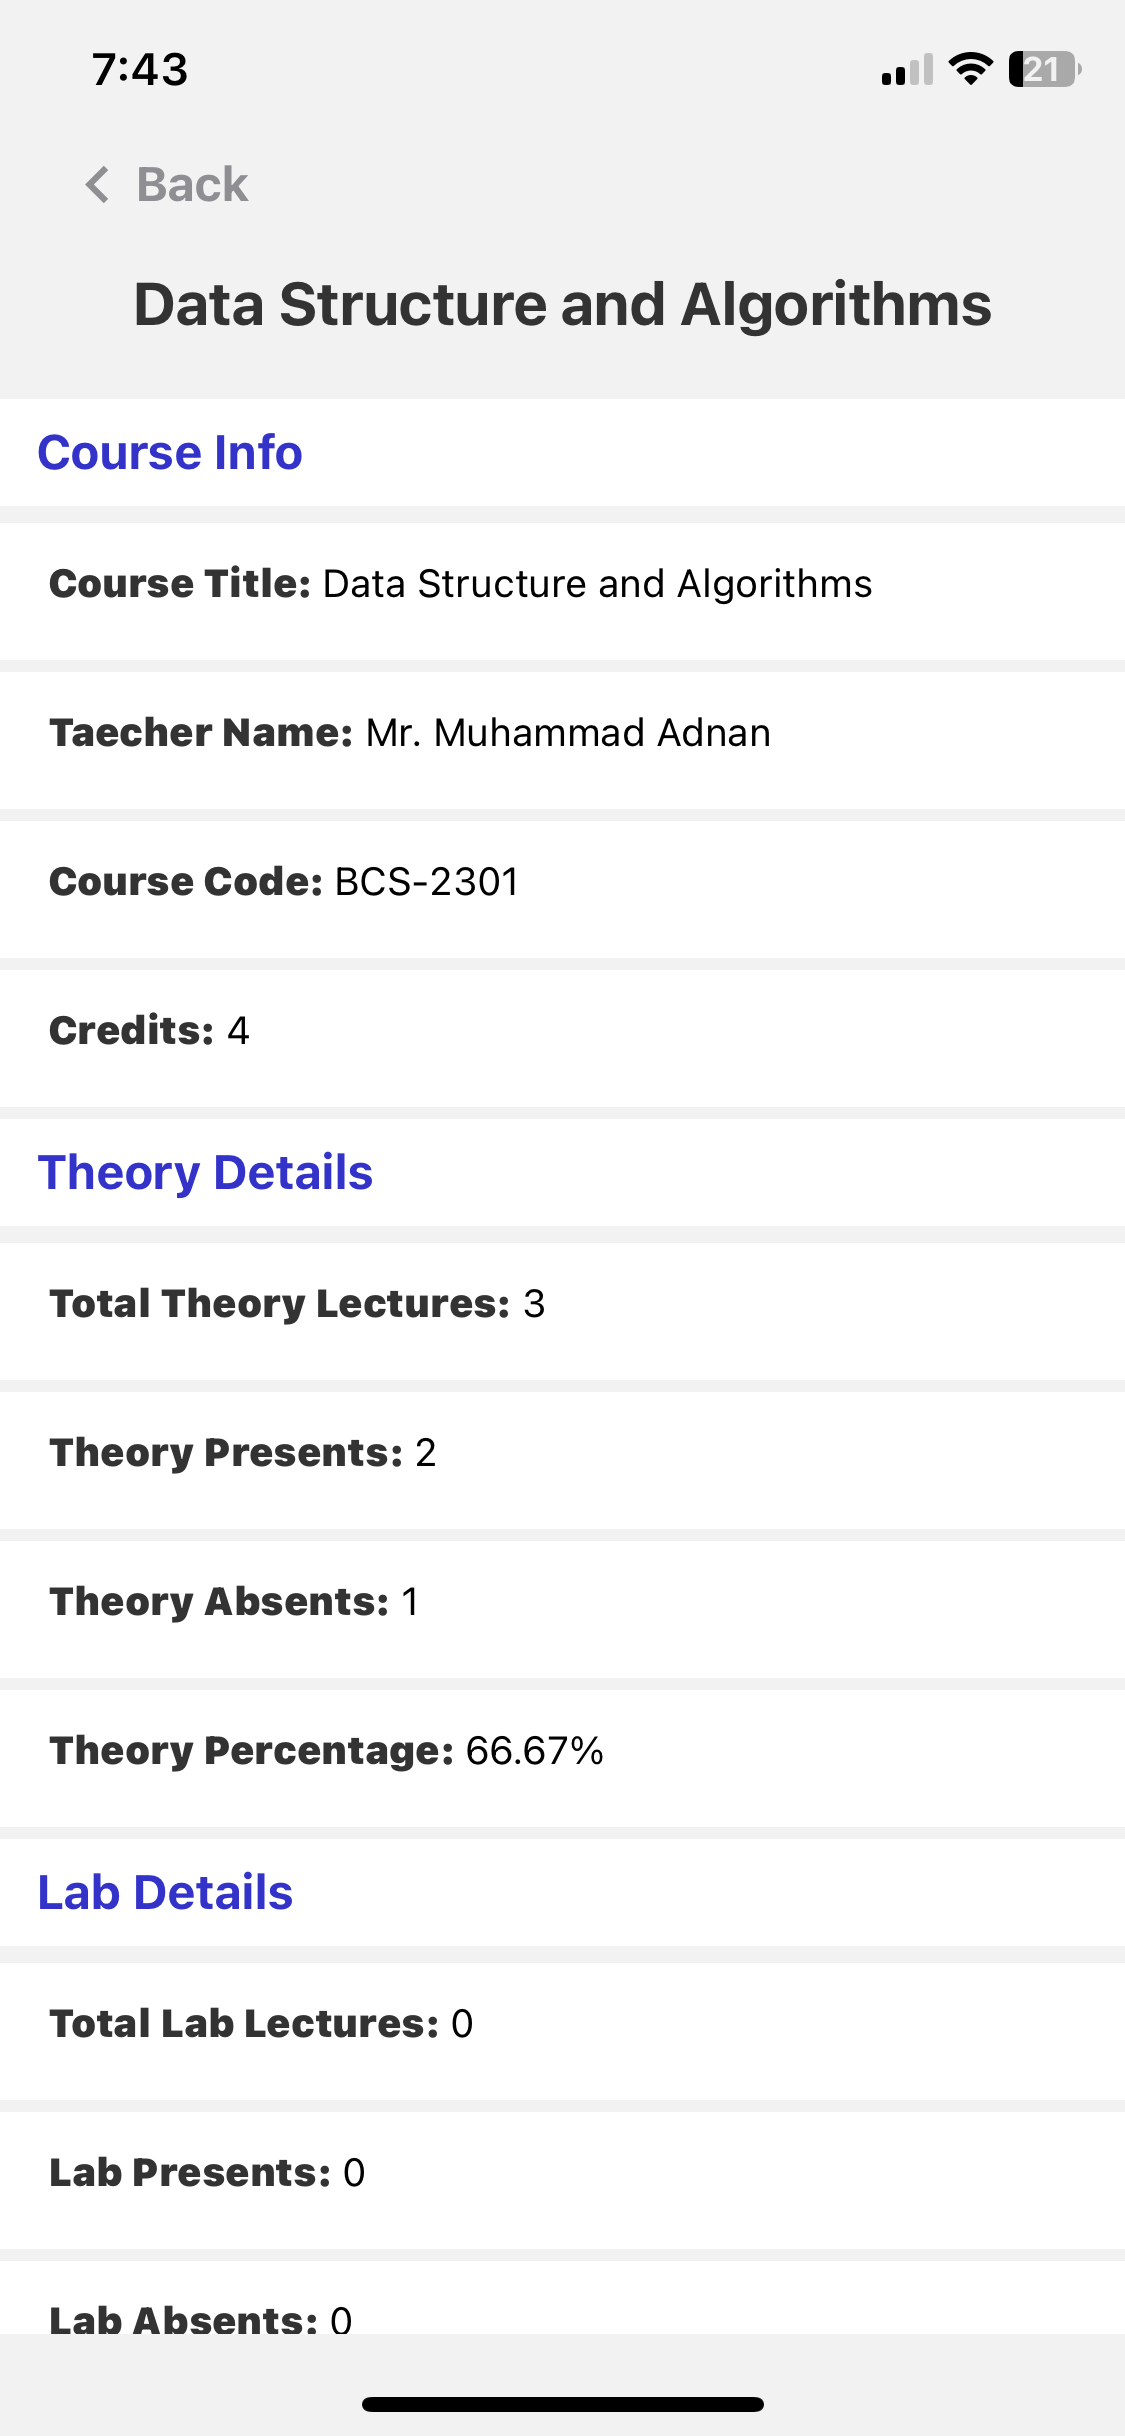 7:43
21
Back
Data Structure and Algorithms
Course Info
Course Title: Data Structure and Algorithms
Taecher Name: Mr. Muhammad Adnan
Course Code: BCS-2301
Credits: 4
Theory Details
Total Theory Lectures: 3
Theory Presents: 2
Theory Absents: 1
Theory Percentage: 66.67%
Lab Details
Total Lab Lectures: 0
Lab Presents: 0
Lab Absents: 0